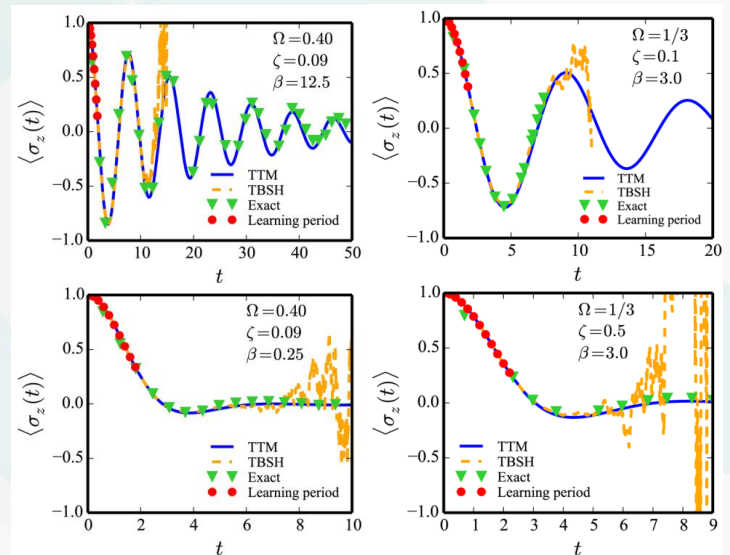 1.0
0.5
0.0
−0.5
−1.0
⟨σz(t)⟩
Ω = 0.40
ζ = 0.09
β = 12.5
TTM
TBSH
Exact
Learning period
0 10 20 30 40 50
t
1.0
0.5
0.0
−0.5
−1.0
⟨σz(t)⟩
Ω = 1/3
ζ = 0.1
β = 3.0
TTM
TBSH
Exact
Learning period
0 5 10 15 20
t
1.0
0.5
0.0
−0.5
−1.0
⟨σz(t)⟩
Ω = 0.40
ζ = 0.09
β = 0.25
TTM
TBSH
Exact
Learning period
0 2 4 6 8 10
t
1.0
0.5
0.0
−0.5
−1.0
⟨σz(t)⟩
Ω = 1/3
ζ = 0.5
β = 3.0
TTM
TBSH
Exact
Learning period
0 1 2 3 4 5 6 7 8 9
t